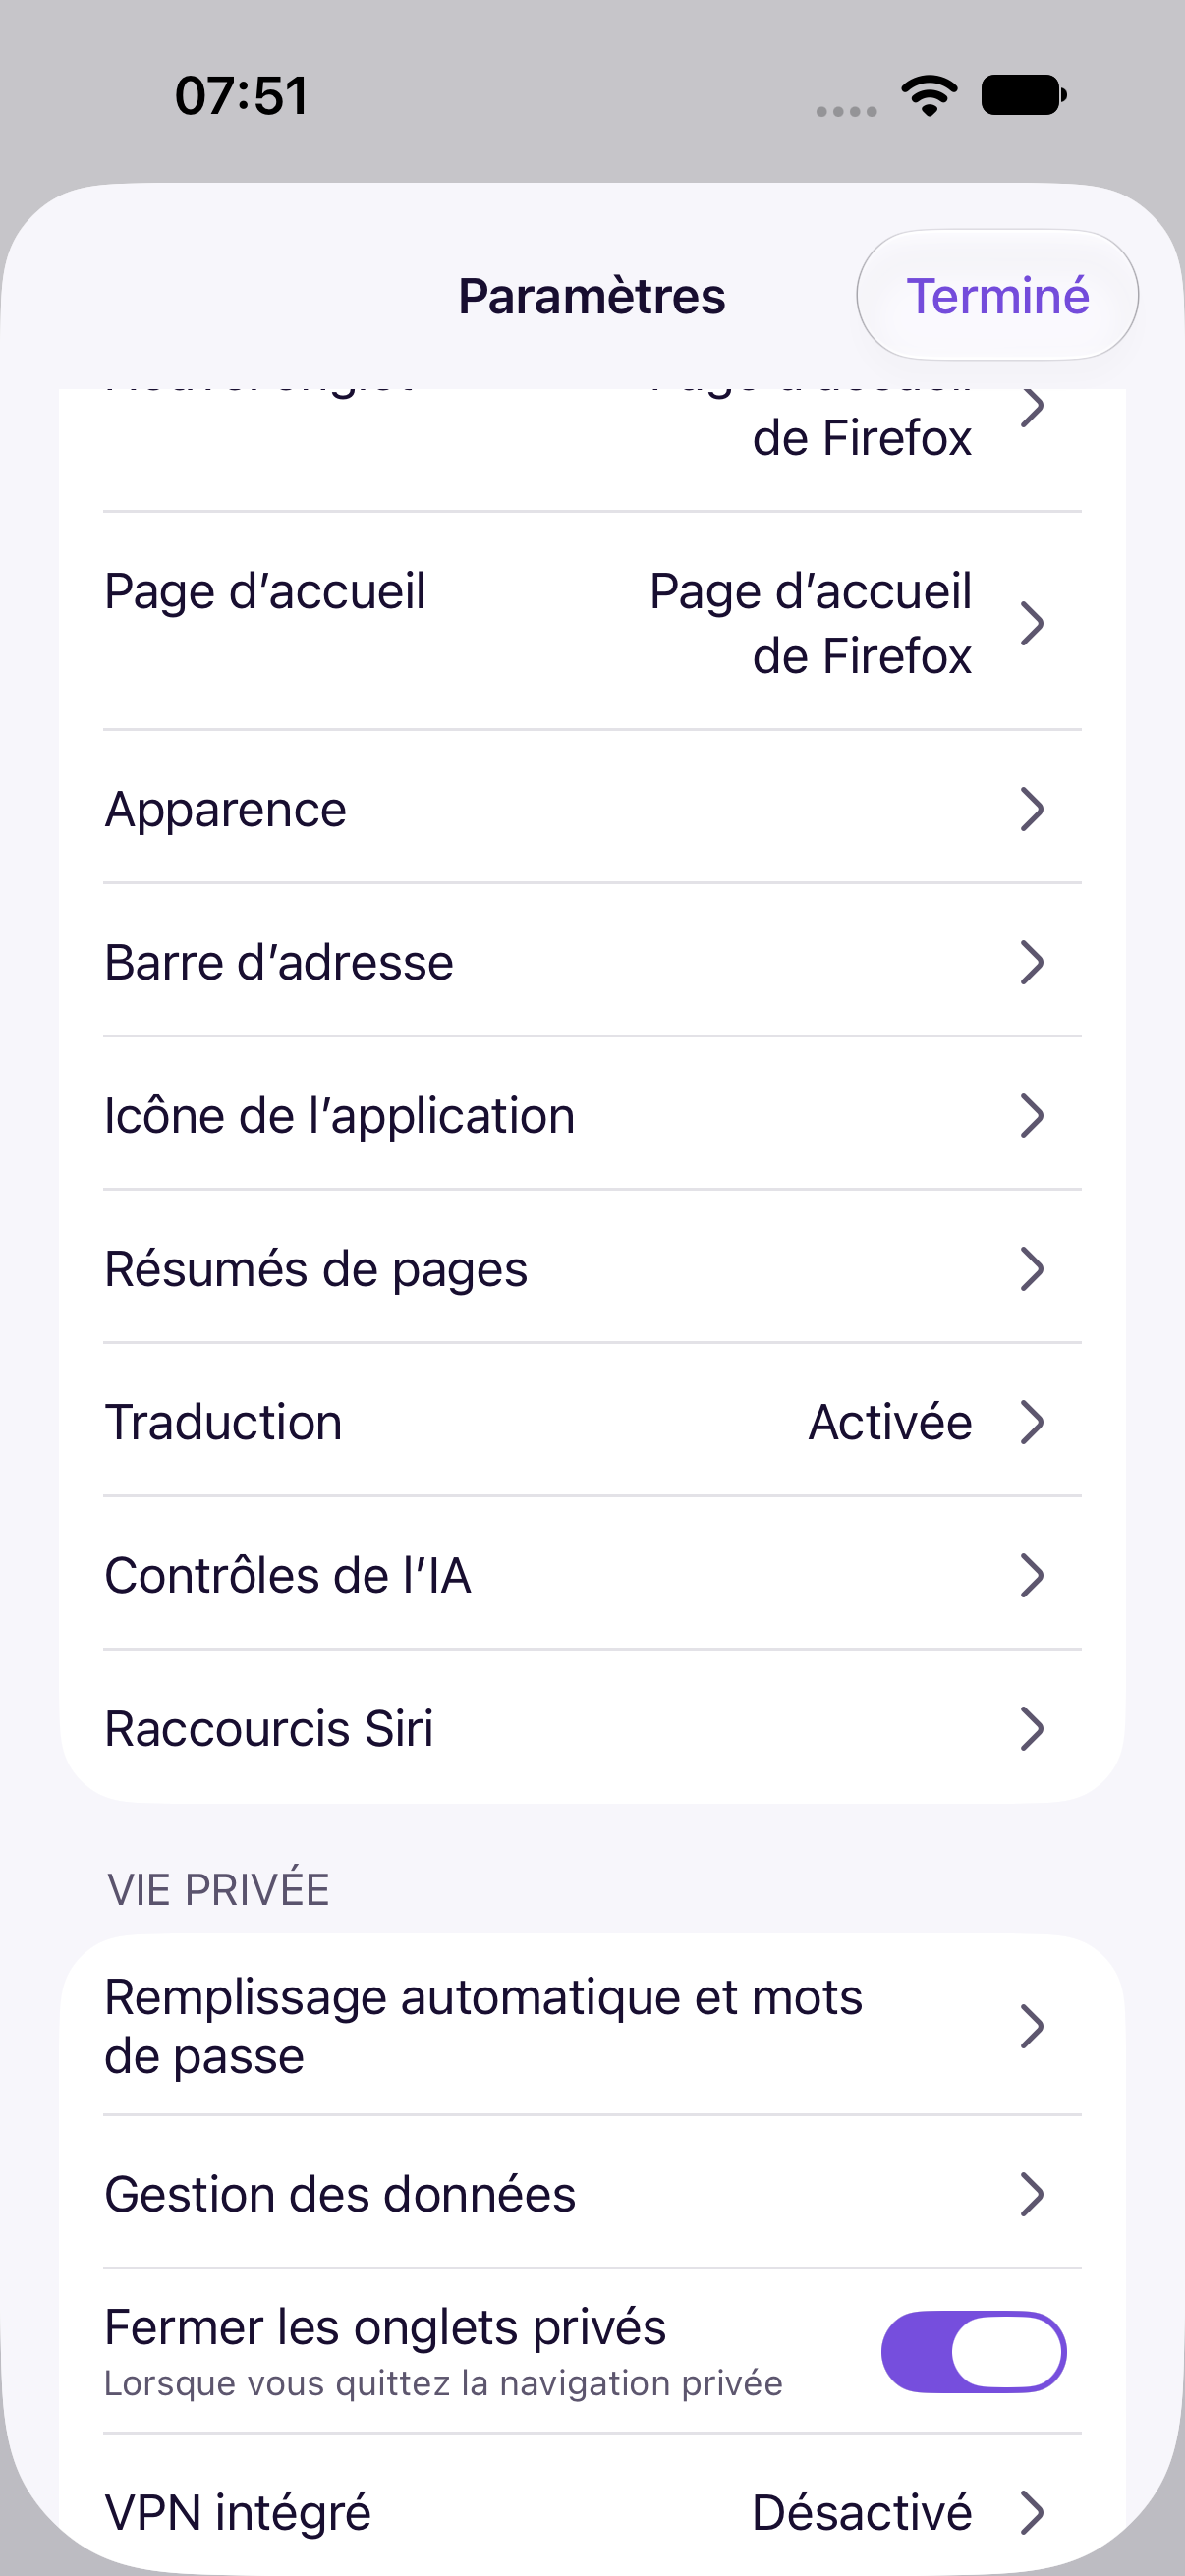 07:51
Paramètres
Terminé
de Firefox
Page d’accueil
Page d’accueil
de Firefox
Apparence
Barre d’adresse
Icône de l’application
Résumés de pages
Traduction
Activée
Contrôles de l’IA
Raccourcis Siri
VIE PRIVÉE
Remplissage automatique et mots
de passe
Gestion des données
Fermer les onglets privés
Lorsque vous quittez la navigation privée
VPN intégré
Désactivé